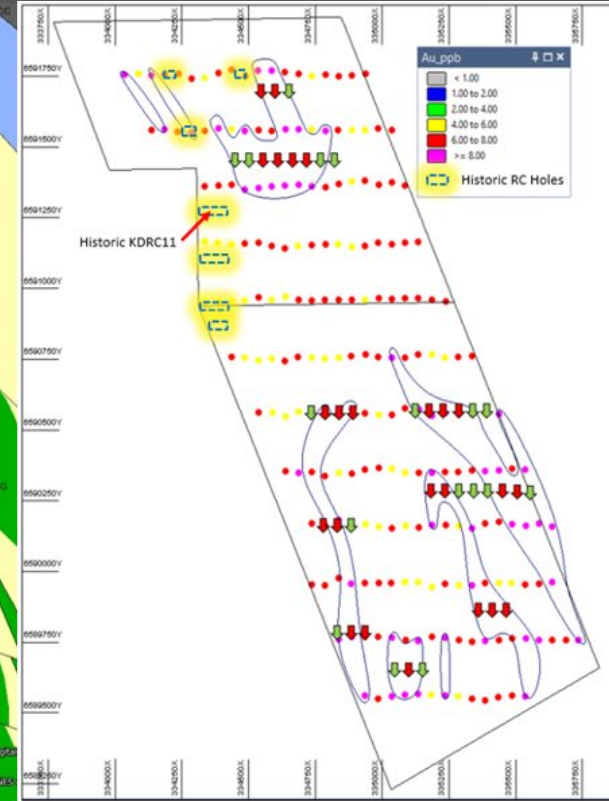 333750X
334000X
334250X
334500X
334750X
335000X
335250X
335500X
335750X
6591750Y
Au_ppb
< 1.00
1.00 to 2.00
2.00 to 4.00
4.00 to 6.00
6.00 to 8.00
>= 8.00
Historic RC Holes
6591500Y
6591250Y
Historic KDRC11
6591000Y
6590750Y
6590500Y
6590250Y
6590000Y
6589750Y
6589500Y
6589250Y
334000X
334250X
334500X
334750X
335000X
335250X
335500X
335750X